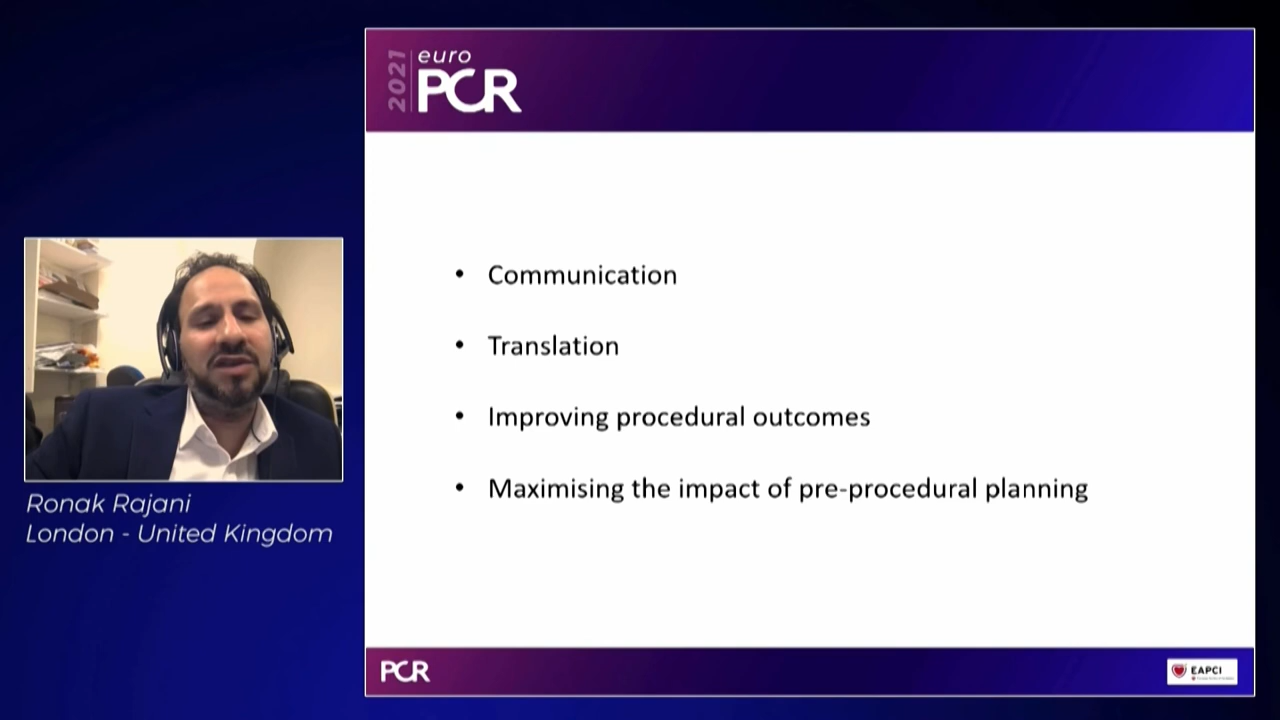 2021
euro
PCR
• Communication
• Translation
• Improving procedural outcomes
• Maximising the impact of pre-procedural planning
Ronak Rajani
London - United Kingdom
PCR
EAPCI